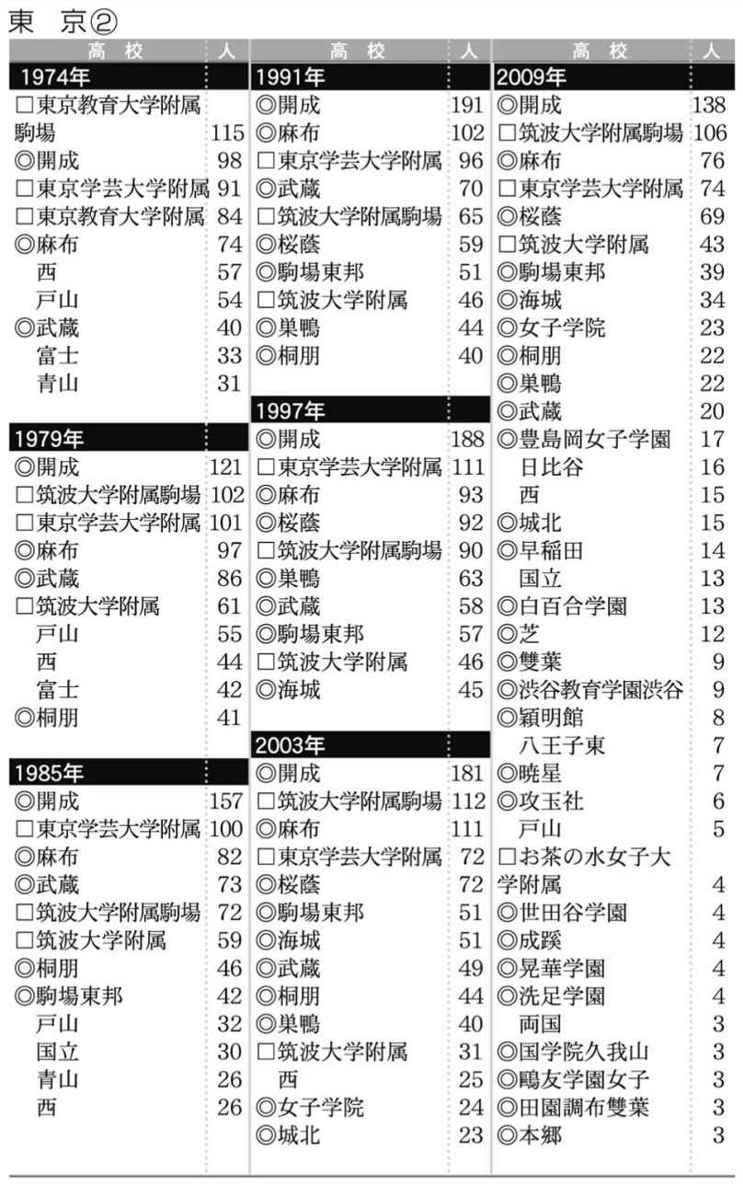 東 京②
高 校 人
1974年
□東京教育大学附属
駒場 115
◎開成 98
□東京学芸大学附属 91
□東京教育大学附属 84
◎麻布 74
西 57
戸山 54
◎武蔵 40
富士 33
青山 31
1979年
◎開成 121
□筑波大学附属駒場 102
□東京学芸大学附属 101
◎麻布 97
◎武蔵 86
□筑波大学附属 61
戸山 55
西 44
富士 42
◎桐朋 41
1985年
◎開成 157
□東京学芸大学附属 100
◎麻布 82
◎武蔵 73
□筑波大学附属駒場 72
□筑波大学附属 59
◎桐朋 46
◎駒場東邦 42
戸山 32
国立 30
青山 26
西 26
高 校 人
1991年
◎開成 191
◎麻布 102
□東京学芸大学附属 96
◎武蔵 70
□筑波大学附属駒場 65
◎桜蔭 59
◎駒場東邦 51
□筑波大学附属 46
◎巣鴨 44
◎桐朋 40
1997年
◎開成 188
□東京学芸大学附属 111
◎麻布 93
◎桜蔭 92
□筑波大学附属駒場 90
◎巣鴨 63
◎武蔵 58
◎駒場東邦 57
□筑波大学附属 46
◎海城 45
2003年
◎開成 181
□筑波大学附属駒場 112
◎麻布 111
□東京学芸大学附属 72
◎桜蔭 72
◎駒場東邦 51
◎海城 51
◎武蔵 49
◎桐朋 44
◎巣鴨 40
□筑波大学附属 31
西 25
◎女子学院 24
◎城北 23
高 校 人
2009年
◎開成 138
□筑波大学附属駒場 106
◎麻布 76
□東京学芸大学附属 74
◎桜蔭 69
□筑波大学附属 43
◎駒場東邦 39
◎海城 34
◎女子学院 23
◎桐朋 22
◎巣鴨 22
◎武蔵 20
◎豊島岡女子学園 17
日比谷 16
西 15
◎城北 15
◎早稲田 14
国立 13
◎白百合学園 13
◎芝 12
◎雙葉 9
◎渋谷教育学園渋谷 9
◎穎明館 8
八王子東 7
◎暁星 7
◎攻玉社 6
戸山 5
□お茶の水女子大
学附属 4
◎世田谷学園 4
◎成蹊 4
◎晃華学園 4
◎洗足学園 4
両国 3
◎国学院久我山 3
◎鷗友学園女子 3
◎田園調布雙葉 3
◎本郷 3